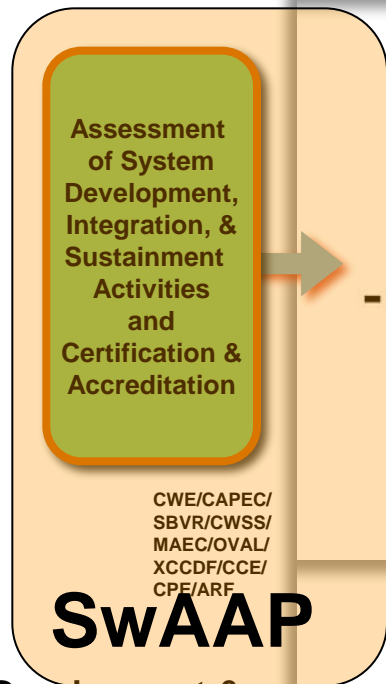 Assessment
of System
Development,
Integration, &
Sustainment
Activities
and
Certification &
Accreditation
-
CWE/CAPEC/
SBVR/CWSS/
MAEC/OVAL/
XCCDF/CCE/
CPE/ARF
SwAAP